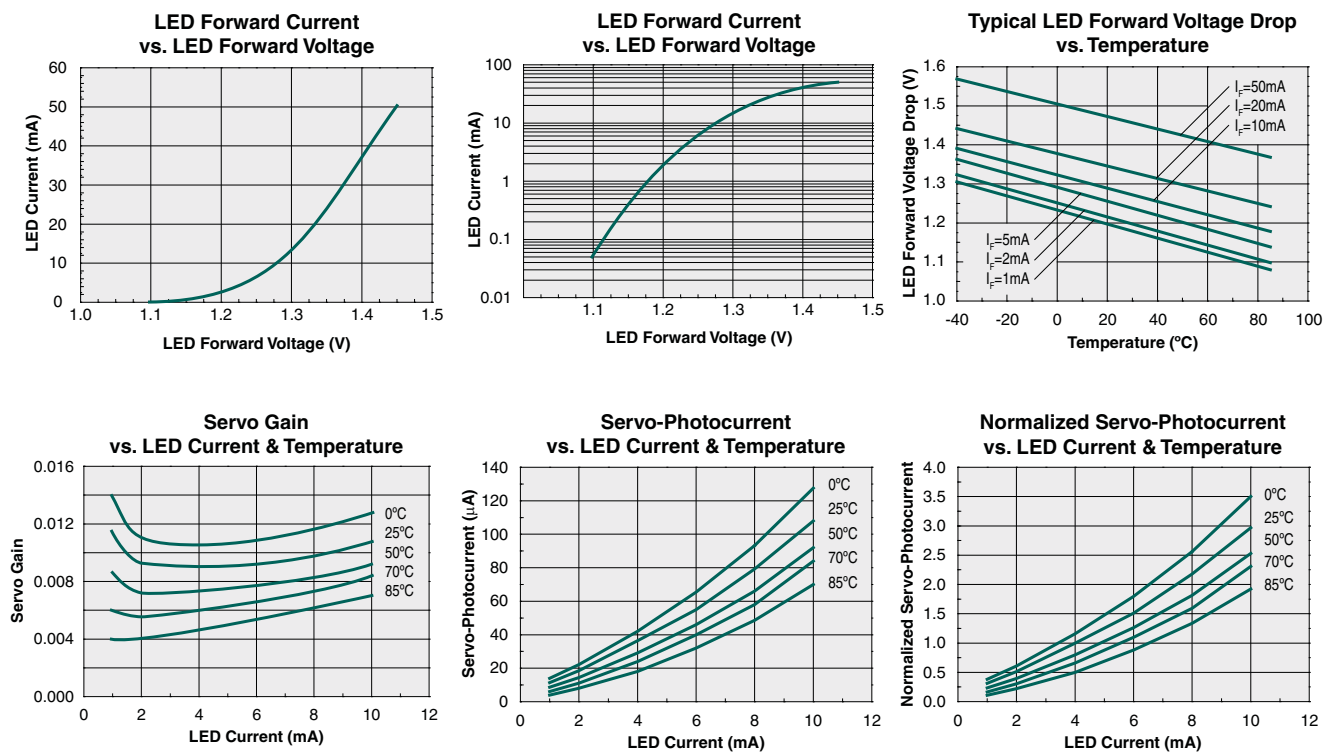 LED Forward Current
vs. LED Forward Voltage
60
50
40
30
20
10
0
LED Current (mA)
1.0 1.1 1.2 1.3 1.4 1.5
LED Forward Voltage (V)
LED Forward Current
vs. LED Forward Voltage
100
10
1
0.1
0.01
LED Current (mA)
1.1 1.2 1.3 1.4 1.5
LED Forward Voltage (V)
Typical LED Forward Voltage Drop
vs. Temperature
1.6
1.5
1.4
1.3
1.2
1.1
1.0
LED Forward Voltage Drop (V)
IF=50mA
IF=20mA
IF=10mA
IF=5mA
IF=2mA
IF=1mA
-40 -20 0 20 40 60 80 100
Temperature (ºC)
Servo Gain
vs. LED Current & Temperature
0.016
0.012
0.008
0.004
0.000
Servo Gain
0ºC
25ºC
50ºC
70ºC
85ºC
0 2 4 6 8 10 12
LED Current (mA)
Servo-Photocurrent
vs. LED Current & Temperature
140
120
100
80
60
40
20
0
Servo-Photocurrent (μA)
0ºC
25ºC
50ºC
70ºC
85ºC
0 2 4 6 8 10 12
LED Current (mA)
Normalized Servo-Photocurrent
vs. LED Current & Temperature
4.0
3.5
3.0
2.5
2.0
1.5
1.0
0.5
0.0
Normalized Servo-Photocurrent
0ºC
25ºC
50ºC
70ºC
85ºC
0 2 4 6 8 10 12
LED Current (mA)